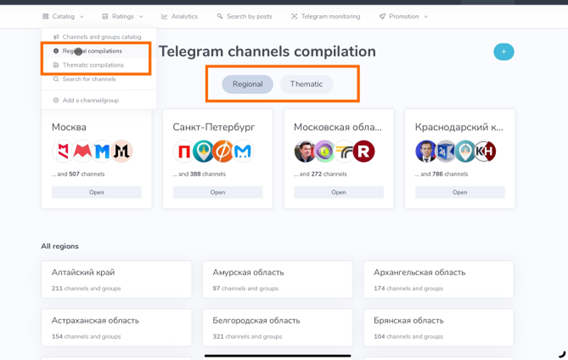 Catalog Ratings Analytics Search by posts Telegram monitoring Promotion
Channels and groups catalog
Regional compilations
Thematic compilations
Search for channels
Add a channel/group
Telegram channels compilation
+
Regional Thematic
Москва Санкт-Петербург Московская обла... Краснодарский к...
... and 507 channels ... and 388 channels ... and 272 channels ... and 786 channels
Open Open Open Open
All regions
Алтайский край Амурская область Архангельская область
211 channels and groups 97 channels and groups 174 channels and groups
Астраханская область Белгородская область Брянская область
154 channels and groups 321 channels and groups 104 channels and groups